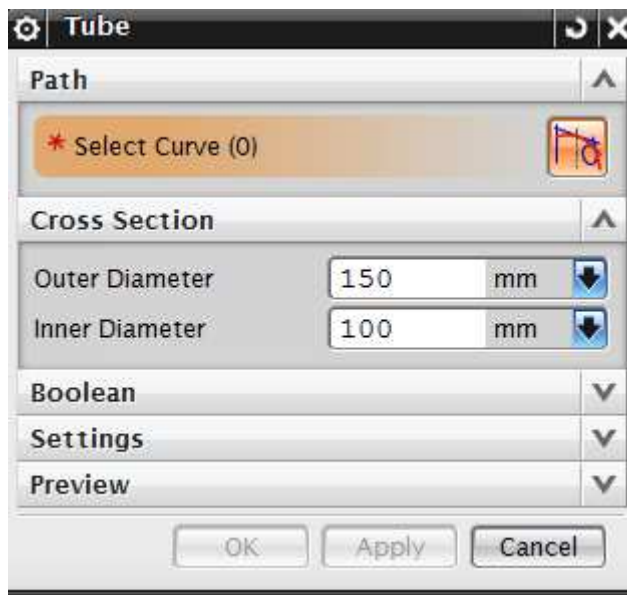 Tube
Path
* Select Curve (0)
Cross Section
Outer Diameter 150 mm
Inner Diameter 100 mm
Boolean
Settings
Preview
OK Apply Cancel